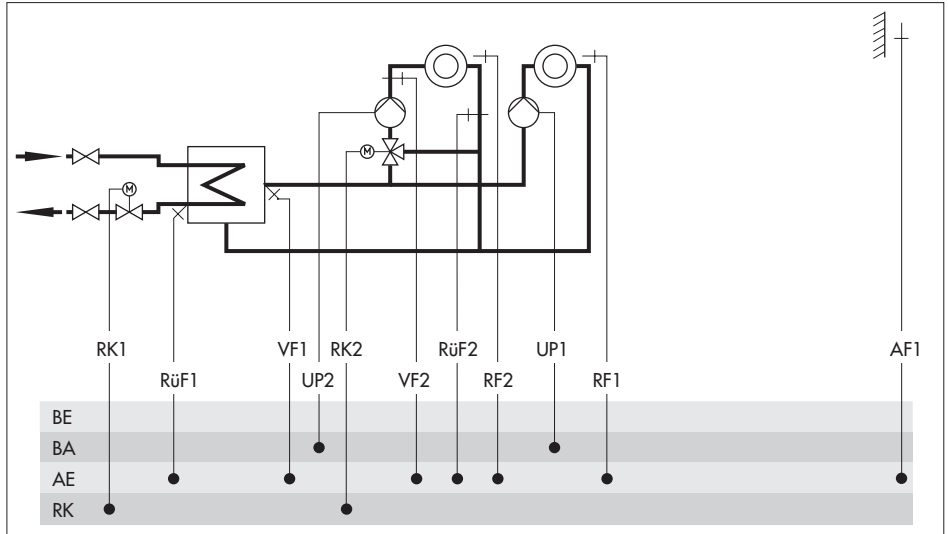 M
M
RK1 VF1 RK2 RüF2 UP1 AF1
RüF1 UP2 VF2 RF2 RF1
BE
BA
AE
RK